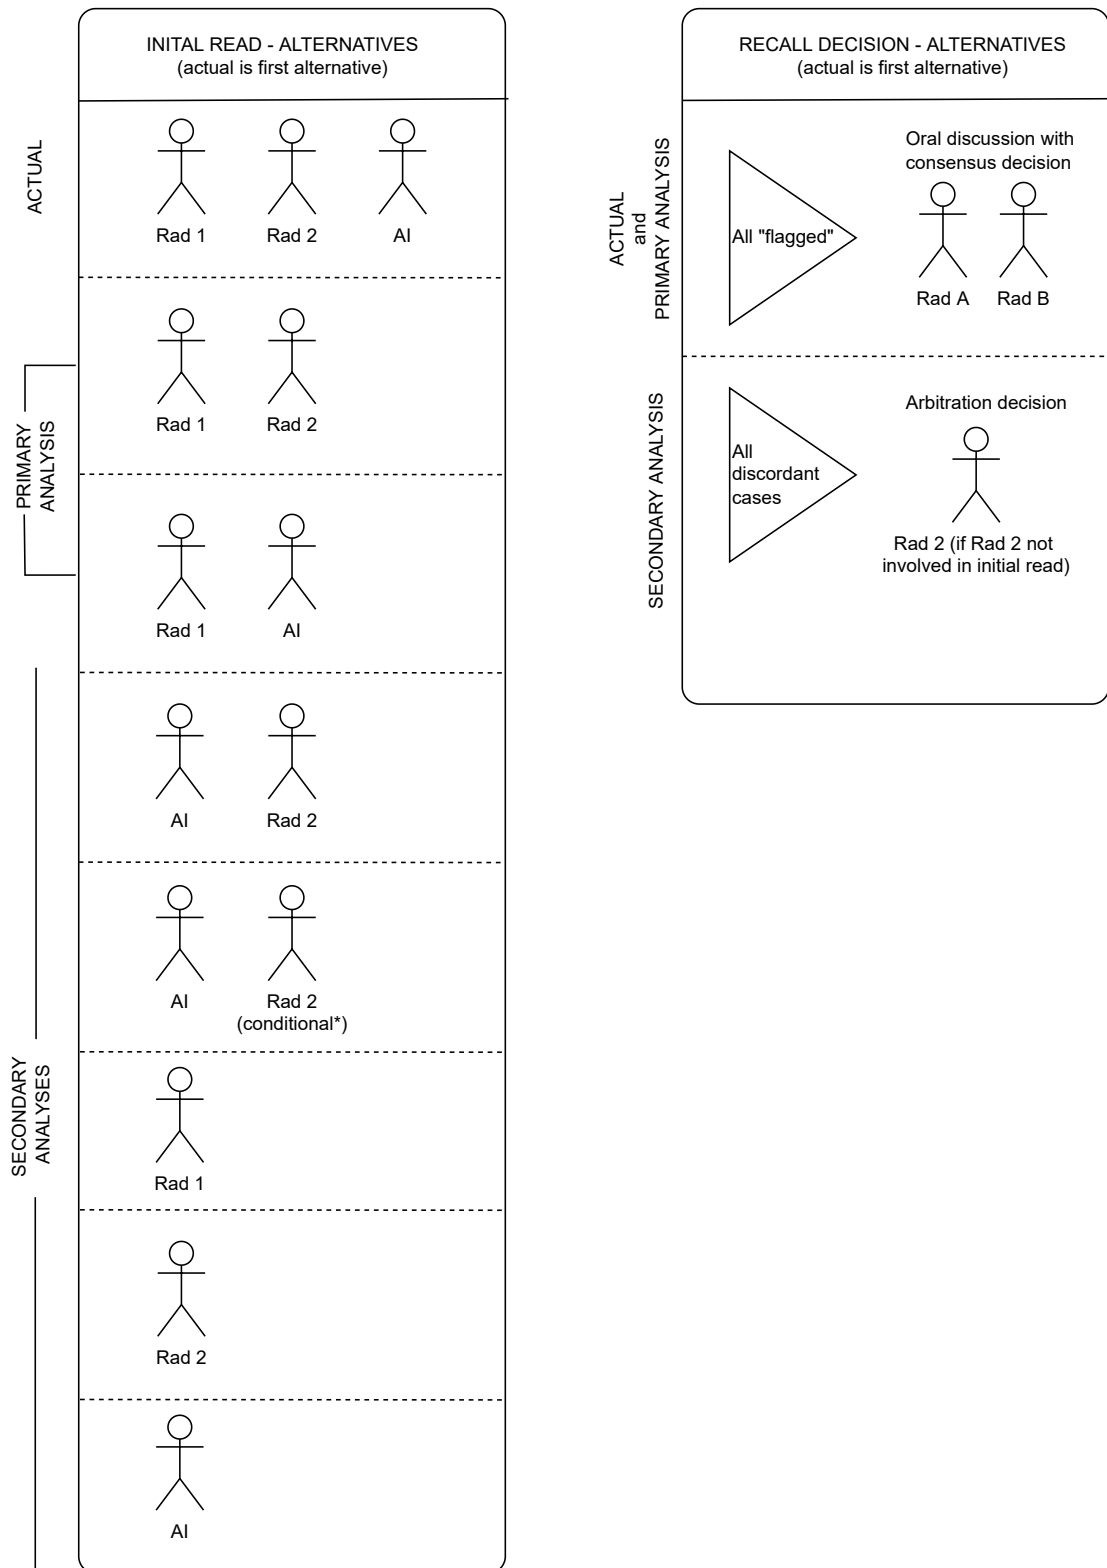 INITAL READ - ALTERNATIVES
(actual is first alternative)
ACTUAL
Rad 1
Rad 2
AI
Rad 1
Rad 2
PRIMARY
ANALYSIS
Rad 1
AI
AI
Rad 2
AI
Rad 2
(conditional*)
SECONDARY
ANALYSES
Rad 1
Rad 2
AI
RECALL DECISION - ALTERNATIVES
(actual is first alternative)
ACTUAL
and
PRIMARY ANALYSIS
All "flagged"
Oral discussion with
consensus decision
Rad A
Rad B
SECONDARY ANALYSIS
All
discordant
cases
Arbitration decision
Rad 2 (if Rad 2 not
involved in initial read)